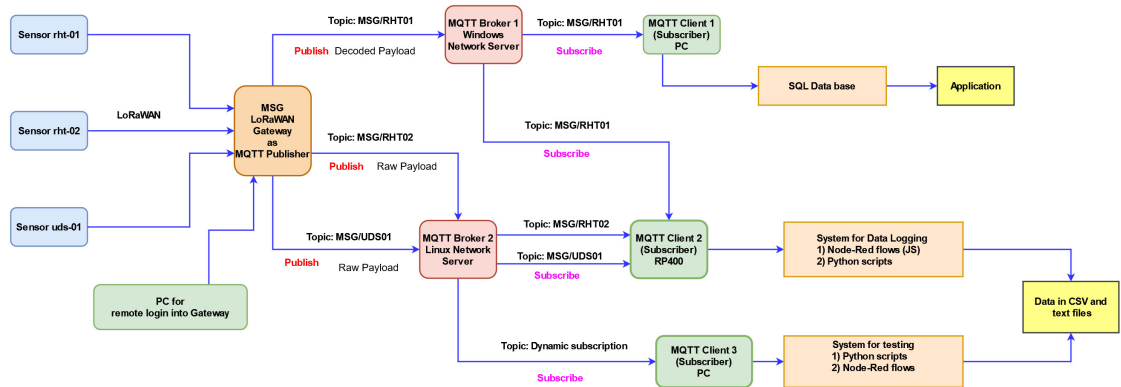 Sensor rht-01
Sensor rht-02
Sensor uds-01
LoRaWAN
PC for
remote login into Gateway
MSG
LoRaWAN
Gateway
as
MQTT Publisher
Topic: MSG/RHT01
Publish Decoded Payload
Topic: MSG/RHT02
Publish Raw Payload
Topic: MSG/UDS01
Publish Raw Payload
MQTT Broker 1
Windows
Network Server
Topic: MSG/RHT01
Subscribe
MQTT Client 1
(Subscriber)
PC
SQL Data base
Application
Topic: MSG/RHT01
Subscribe
MQTT Broker 2
Linux Network
Server
Topic: MSG/RHT02
Topic: MSG/UDS01
Subscribe
MQTT Client 2
(Subscriber)
RP400
System for Data Logging
1) Node-Red flows (JS)
2) Python scripts
Data in CSV and
text files
Topic: Dynamic subscription
Subscribe
MQTT Client 3
(Subscriber)
PC
System for testing
1) Python scripts
2) Node-Red flows